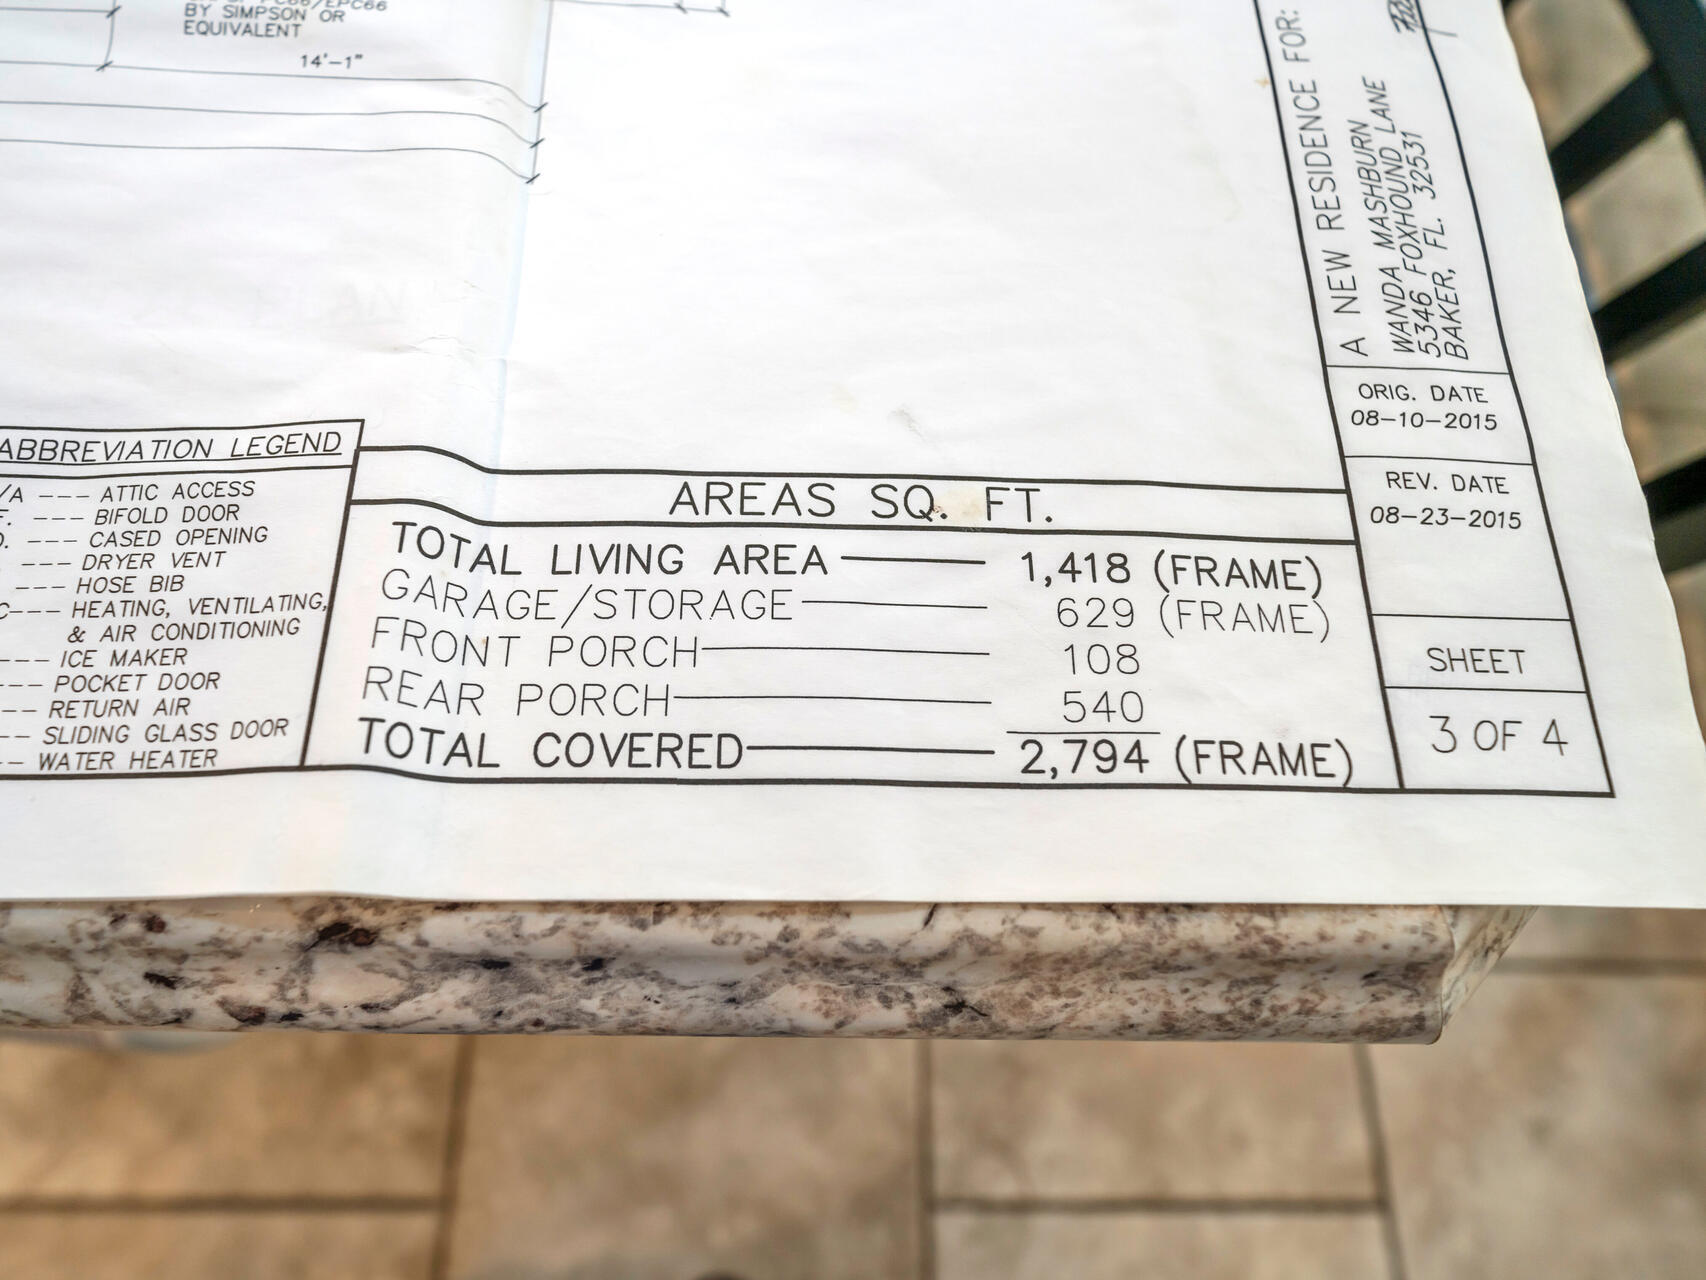 BY SIMPSON OR
EQUIVALENT
14'-1"
ABBREVIATION LEGEND
/A --- ATTIC ACCESS
F. --- BIFOLD DOOR
--- CASED OPENING
--- DRYER VENT
--- HOSE BIB
C--- HEATING, VENTILATING,
& AIR CONDITIONING
--- ICE MAKER
--- POCKET DOOR
-- RETURN AIR
-- SLIDING GLASS DOOR
-- WATER HEATER
AREAS SQ. FT.
TOTAL LIVING AREA 1,418 (FRAME)
GARAGE/STORAGE 629 (FRAME)
FRONT PORCH 108
REAR PORCH 540
TOTAL COVERED 2,794 (FRAME)
A NEW RESIDENCE FOR:
WANDA MASHBURN
5346 FOXHOUND LANE
BAKER, FL. 32531
ORIG. DATE
08-10-2015
REV. DATE
08-23-2015
SHEET
3 OF 4